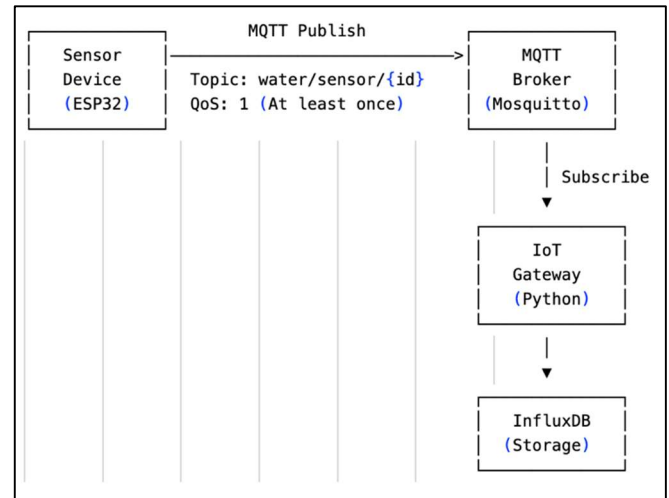 MQTT Publish
Sensor
Device
(ESP32)
Topic: water/sensor/{id}
QoS: 1 (At least once)
MQTT
Broker
(Mosquitto)
Subscribe
IoT
Gateway
(Python)
InfluxDB
(Storage)